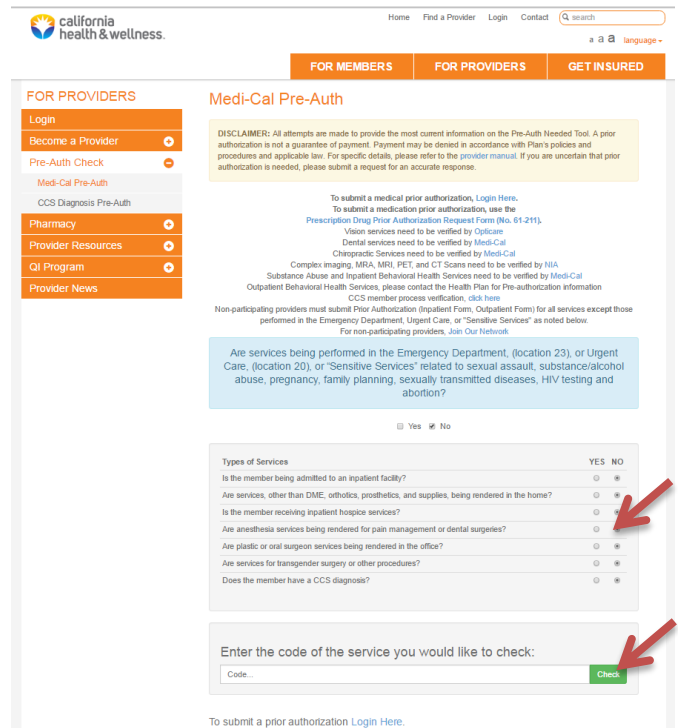 california
health & wellness.
Home Find a Provider Login Contact search
a a a language
FOR MEMBERS FOR PROVIDERS GET INSURED
FOR PROVIDERS
Login
Become a Provider
Pre-Auth Check
Medi-Cal Pre-Auth
CCS Diagnosis Pre-Auth
Pharmacy
Provider Resources
QI Program
Provider News
Medi-Cal Pre-Auth
DISCLAIMER: All attempts are made to provide the most current information on the Pre-Auth Needed Tool. A prior
authorization is not a guarantee of payment. Payment may be denied in accordance with Plan's policies and
procedures and applicable law. For specific details, please refer to the provider manual. If you are uncertain that prior
authorization is needed, please submit a request for an accurate response.
To submit a medical prior authorization, Login Here.
To submit a medication prior authorization, use the
Prescription Drug Prior Authorization Request Form (No. 61-211).
Vision services need to be verified by Opticare
Dental services need to be verified by Medi-Cal
Chiropractic Services need to be verified by Medi-Cal
Complex imaging, MRA, MRI, PET, and CT Scans need to be verified by NIA
Substance Abuse and Inpatient Behavioral Health Services need to be verified by Medi-Cal
Outpatient Behavioral Health Services, please contact the Health Plan for Pre-authorization information
CCS member process verification, click here
Non-participating providers must submit Prior Authorization (Inpatient Form, Outpatient Form) for all services except those
performed in the Emergency Department, Urgent Care, or "Sensitive Services" as noted below.
For non-participating providers, Join Our Network
Are services being performed in the Emergency Department, (location 23), or Urgent
Care, (location 20), or "Sensitive Services" related to sexual assault, substance/alcohol
abuse, pregnancy, family planning, sexually transmitted diseases, HIV testing and
abortion?
Yes No
Types of Services YES NO
Is the member being admitted to an inpatient facility?
Are services, other than DME, orthotics, prosthetics, and supplies, being rendered in the home?
Is the member receiving inpatient hospice services?
Are anesthesia services being rendered for pain management or dental surgeries?
Are plastic or oral surgeon services being rendered in the office?
Are services for transgender surgery or other procedures?
Does the member have a CCS diagnosis?
Enter the code of the service you would like to check:
Code... Check
To submit a prior authorization Login Here.